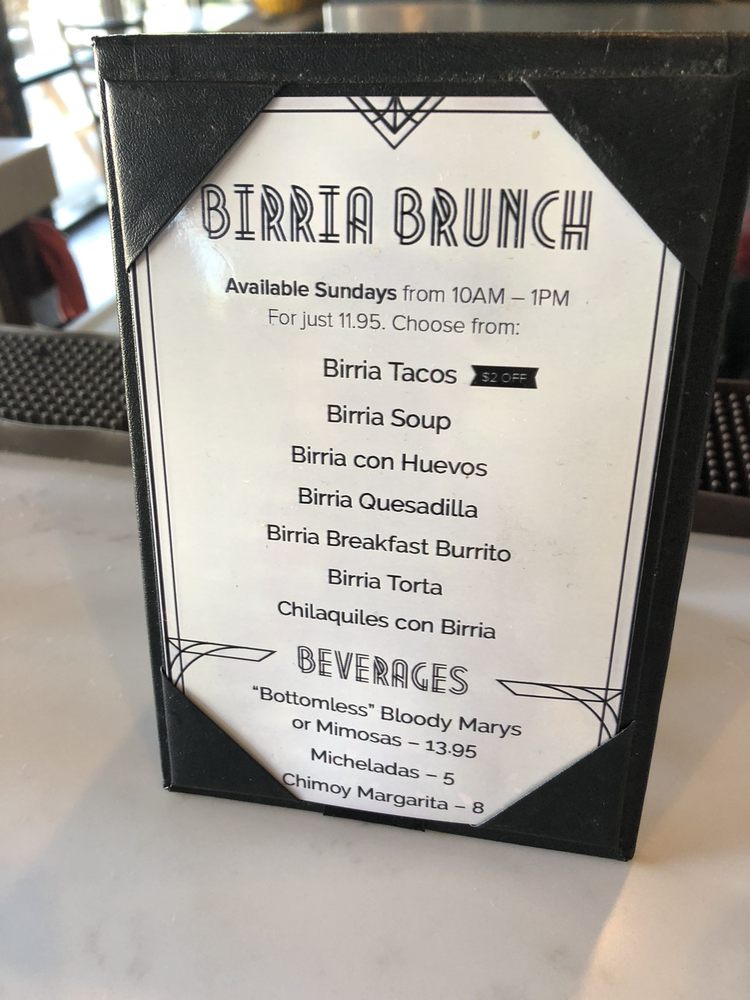 BIRRIA BRUNCH
Available Sundays from 10AM – 1PM
For just 11.95. Choose from:
Birria Tacos $2 OFF
Birria Soup
Birria con Huevos
Birria Quesadilla
Birria Breakfast Burrito
Birria Torta
Chilaquiles con Birria
BEVERAGES
“Bottomless” Bloody Marys
or Mimosas – 13.95
Micheladas – 5
Chimoy Margarita – 8